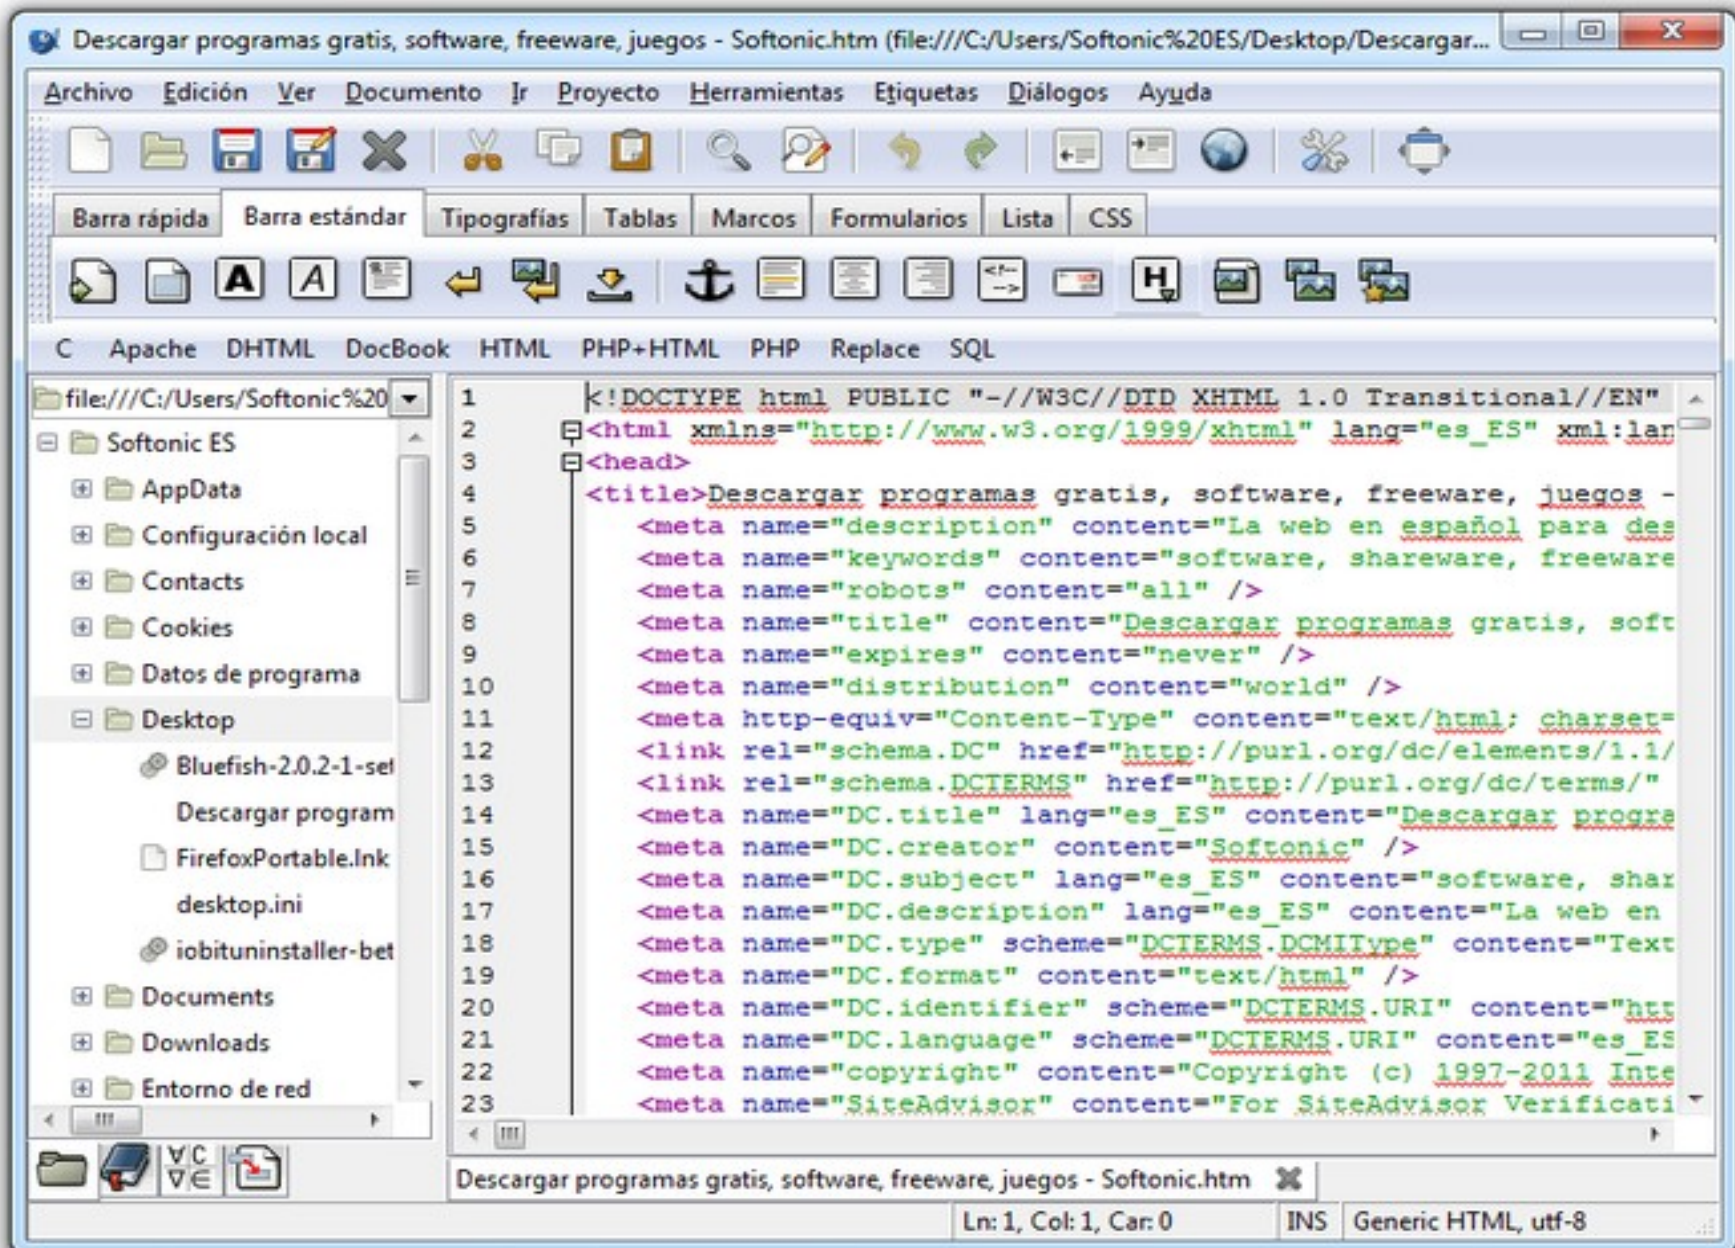 Descargar programas gratis, software, freeware, juegos - Softonic.htm (file:///C:/Users/Softonic%20ES/Desktop/Descargar...
Archivo Edición Ver Documento Ir Proyecto Herramientas Etiquetas Diálogos Ayuda
Barra rápida Barra estándar Tipografías Tablas Marcos Formularios Lista CSS
C Apache DHTML DocBook HTML PHP+HTML PHP Replace SQL
file:///C:/Users/Softonic%20
Softonic ES
AppData
Configuración local
Contacts
Cookies
Datos de programa
Desktop
Bluefish-2.0.2-1-set
Descargar program
FirefoxPortable.lnk
desktop.ini
iobituninstaller-bet
Documents
Downloads
Entorno de red
1 <!DOCTYPE html PUBLIC "-//W3C//DTD XHTML 1.0 Transitional//EN"
2 <html xmlns="http://www.w3.org/1999/xhtml" lang="es_ES" xml:lan
3 <head>
4 <title>Descargar programas gratis, software, freeware, juegos -
5 <meta name="description" content="La web en español para des
6 <meta name="keywords" content="software, shareware, freeware
7 <meta name="robots" content="all" />
8 <meta name="title" content="Descargar programas gratis, soft
9 <meta name="expires" content="never" />
10 <meta name="distribution" content="world" />
11 <meta http-equiv="Content-Type" content="text/html; charset=
12 <link rel="schema.DC" href="http://purl.org/dc/elements/1.1/
13 <link rel="schema.DCTERMS" href="http://purl.org/dc/terms/"
14 <meta name="DC.title" lang="es_ES" content="Descargar progra
15 <meta name="DC.creator" content="Softonic" />
16 <meta name="DC.subject" lang="es_ES" content="software, shar
17 <meta name="DC.description" lang="es_ES" content="La web en
18 <meta name="DC.type" scheme="DCTERMS.DCMIType" content="Text
19 <meta name="DC.format" content="text/html" />
20 <meta name="DC.identifier" scheme="DCTERMS.URI" content="htt
21 <meta name="DC.language" scheme="DCTERMS.URI" content="es_ES
22 <meta name="copyright" content="Copyright (c) 1997-2011 Inte
23 <meta name="SiteAdvisor" content="For SiteAdvisor Verificati
Descargar programas gratis, software, freeware, juegos - Softonic.htm
Ln: 1, Col: 1, Car: 0 INS Generic HTML, utf-8